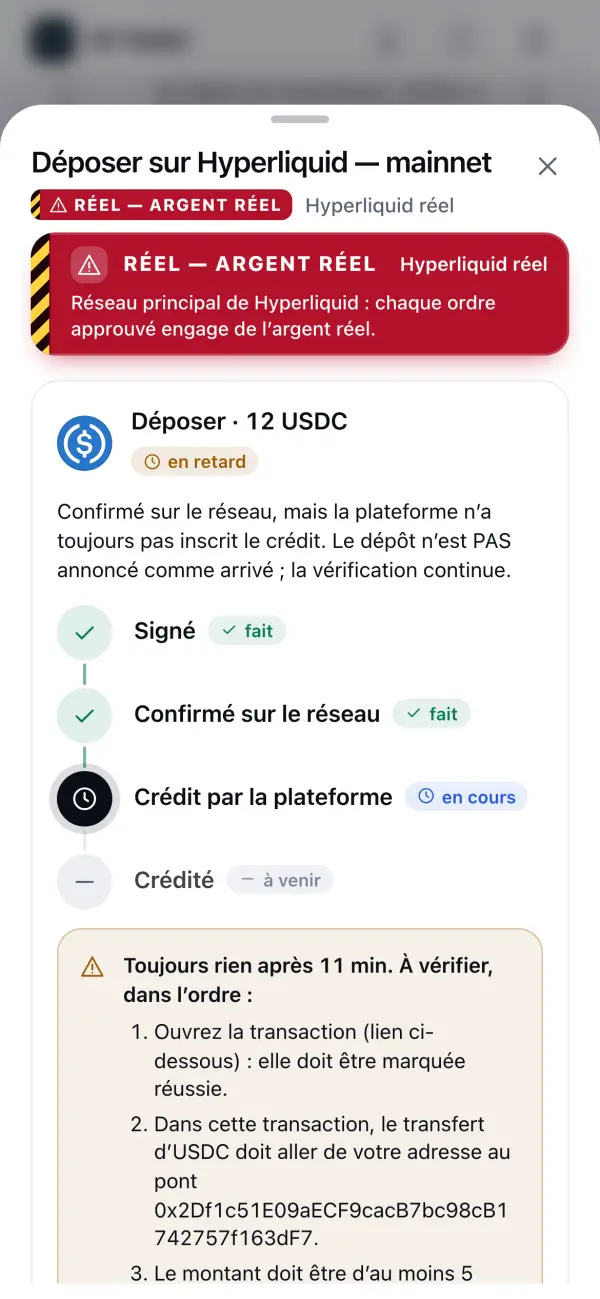 Déposer sur Hyperliquid — mainnet
RÉEL — ARGENT RÉEL Hyperliquid réel
RÉEL — ARGENT RÉEL Hyperliquid réel
Réseau principal de Hyperliquid : chaque ordre
approuvé engage de l’argent réel.
Déposer · 12 USDC
en retard
Confirmé sur le réseau, mais la plateforme n’a
toujours pas inscrit le crédit. Le dépôt n’est PAS
annoncé comme arrivé ; la vérification continue.
Signé fait
Confirmé sur le réseau fait
Crédit par la plateforme en cours
Crédité à venir
Toujours rien après 11 min. À vérifier,
dans l’ordre :
1. Ouvrez la transaction (lien ci-
dessous) : elle doit être marquée
réussie.
2. Dans cette transaction, le transfert
d’USDC doit aller de votre adresse au
pont
0x2Df1c51E09aECF9cacB7bc98cB1
742757f163dF7.
3. Le montant doit être d’au moins 5